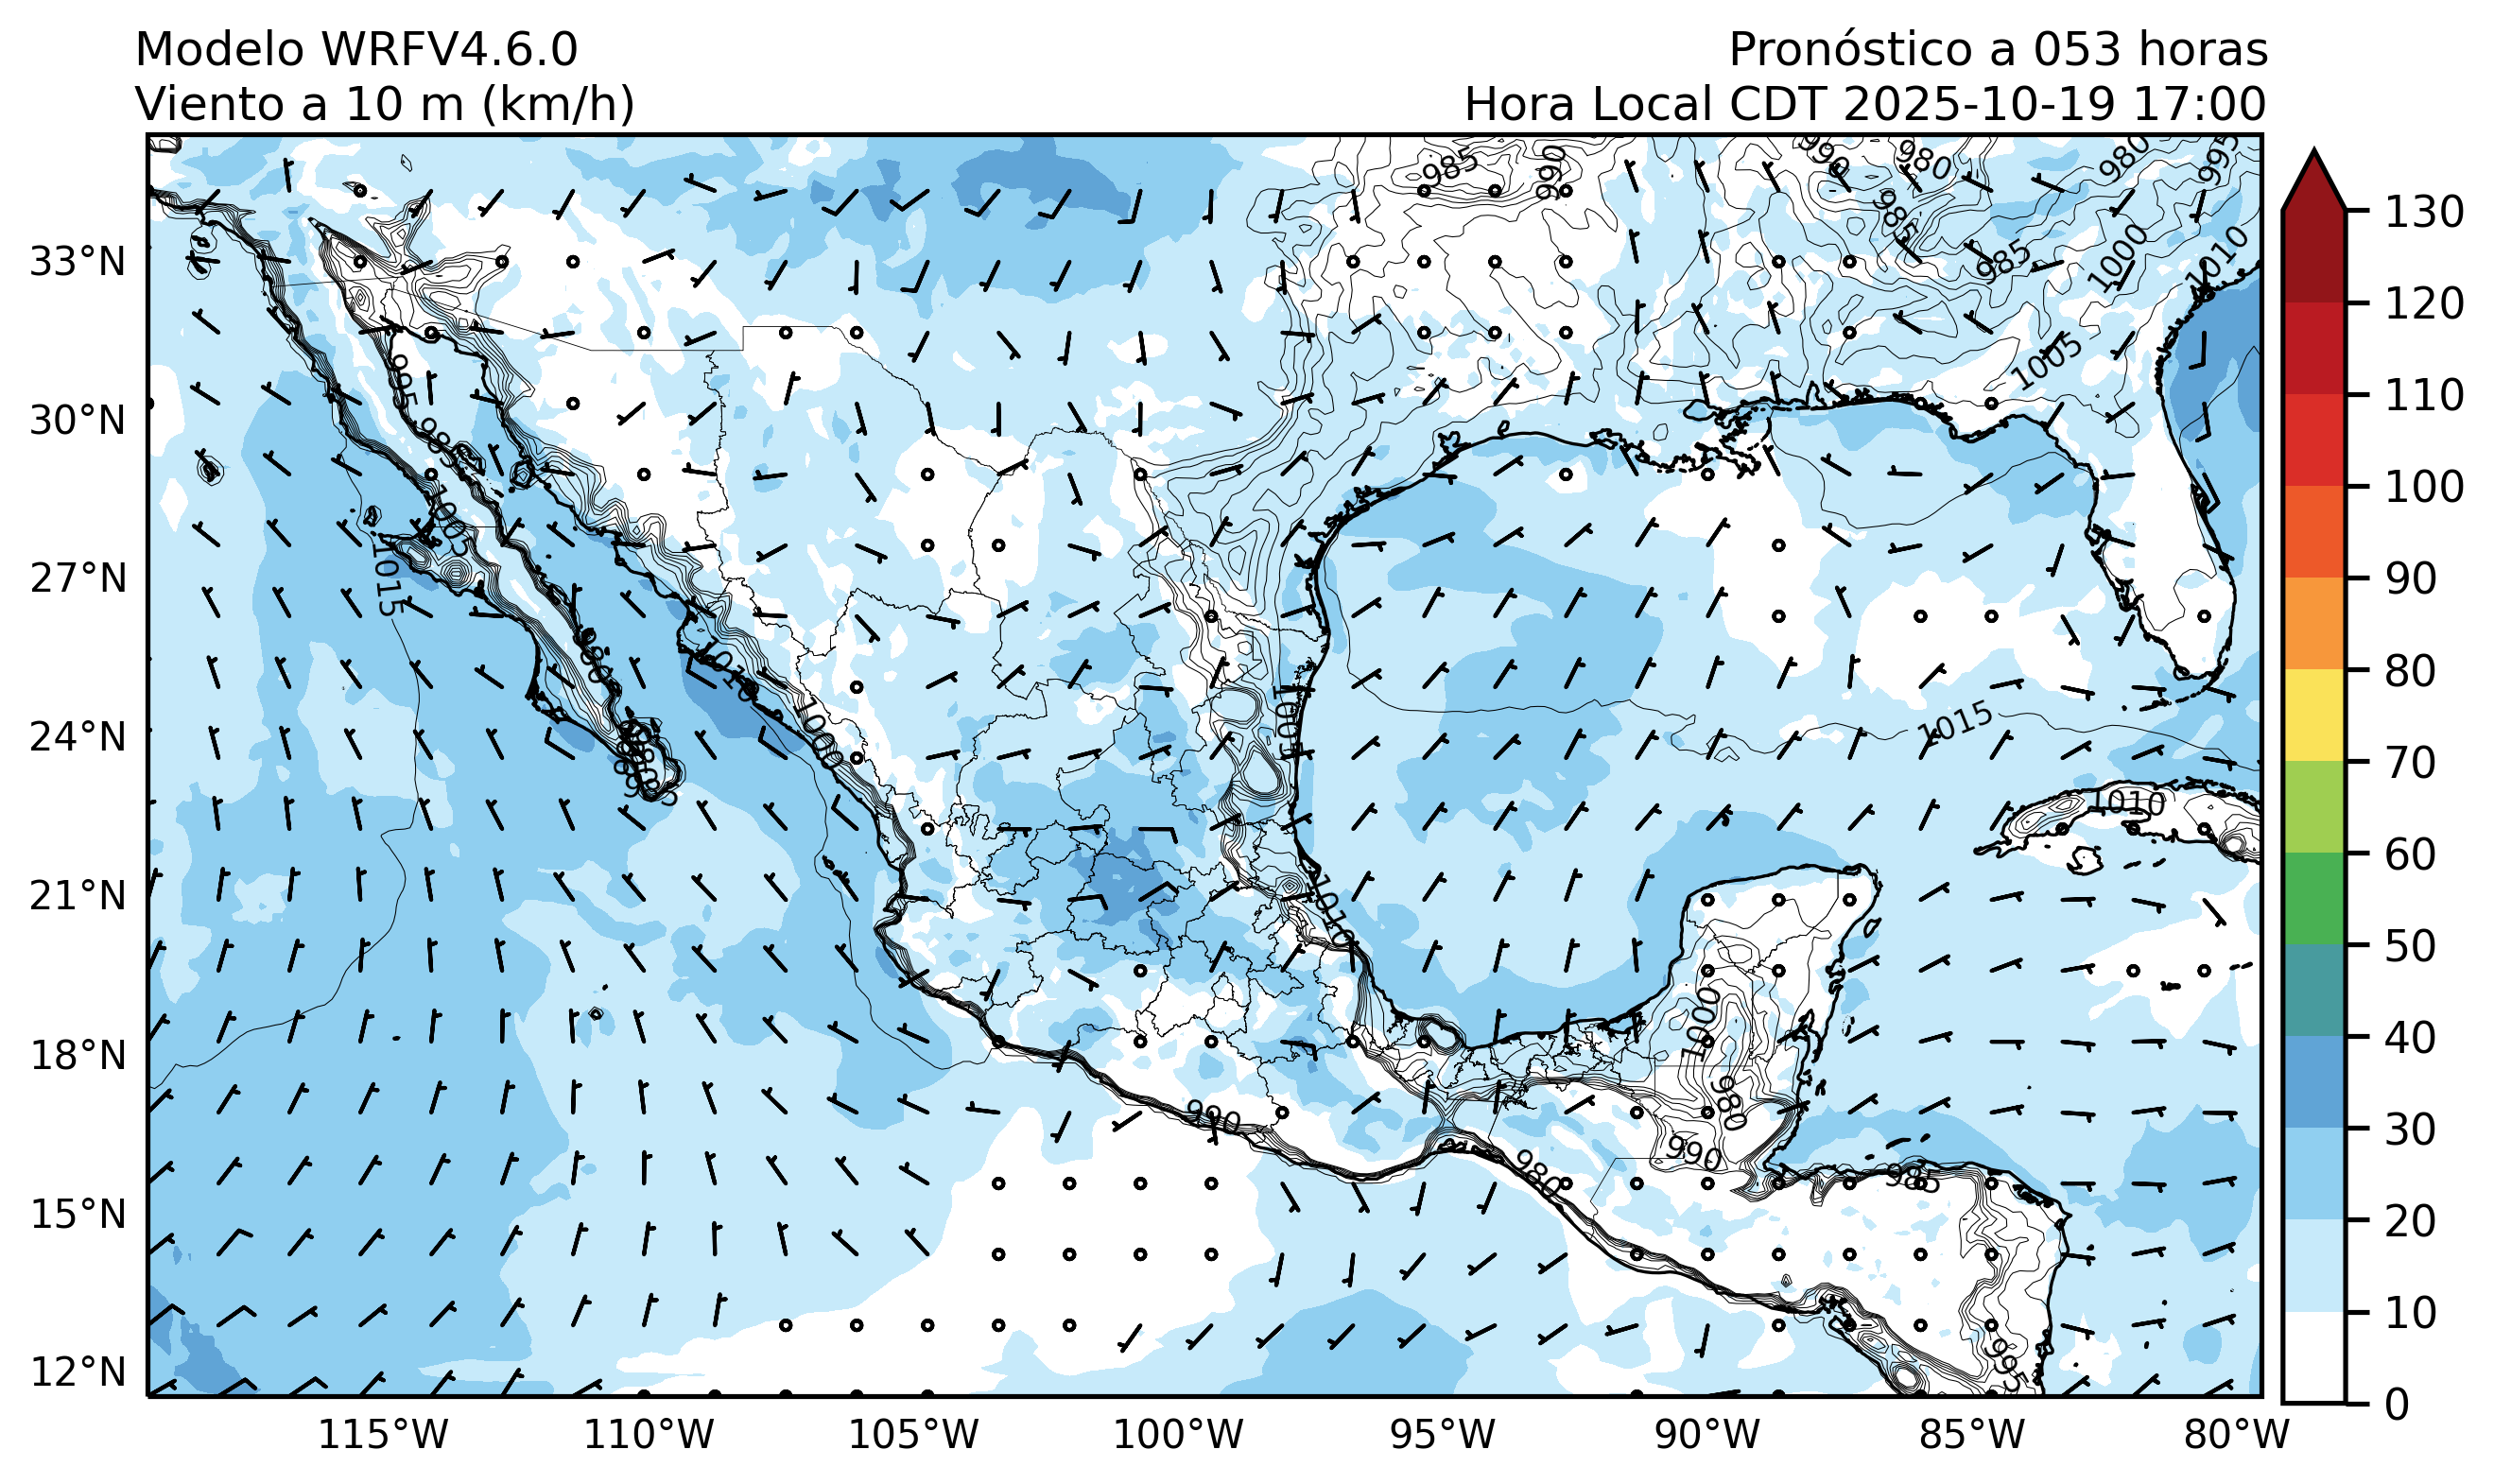 Modelo WRFV4.6.0
Pronóstico a 053 horas
Viento a 10 m (km/h)
Hora Local CDT 2025-10-19 17:00
33°N
30°N
27°N
24°N
21°N
18°N
15°N
12°N
115°W
110°W
105°W
100°W
95°W
90°W
85°W
80°W
130
120
110
100
90
80
70
60
50
40
30
20
10
0
985
990
990
980
985
985
980
995
1000
1010
1005
995
1005
1015
1000
1005
1015
1010
1010
1000
980
990
990
980
985
995